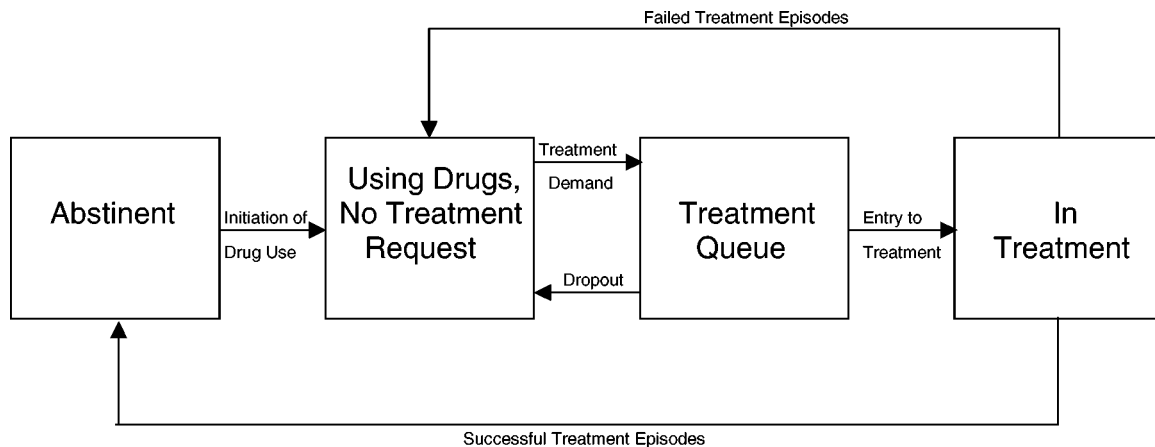 Failed Treatment Episodes
Abstinent
Initiation of
Drug Use
Using Drugs,
No Treatment
Request
Treatment
Demand
Dropout
Treatment
Queue
Entry to
Treatment
In
Treatment
Successful Treatment Episodes